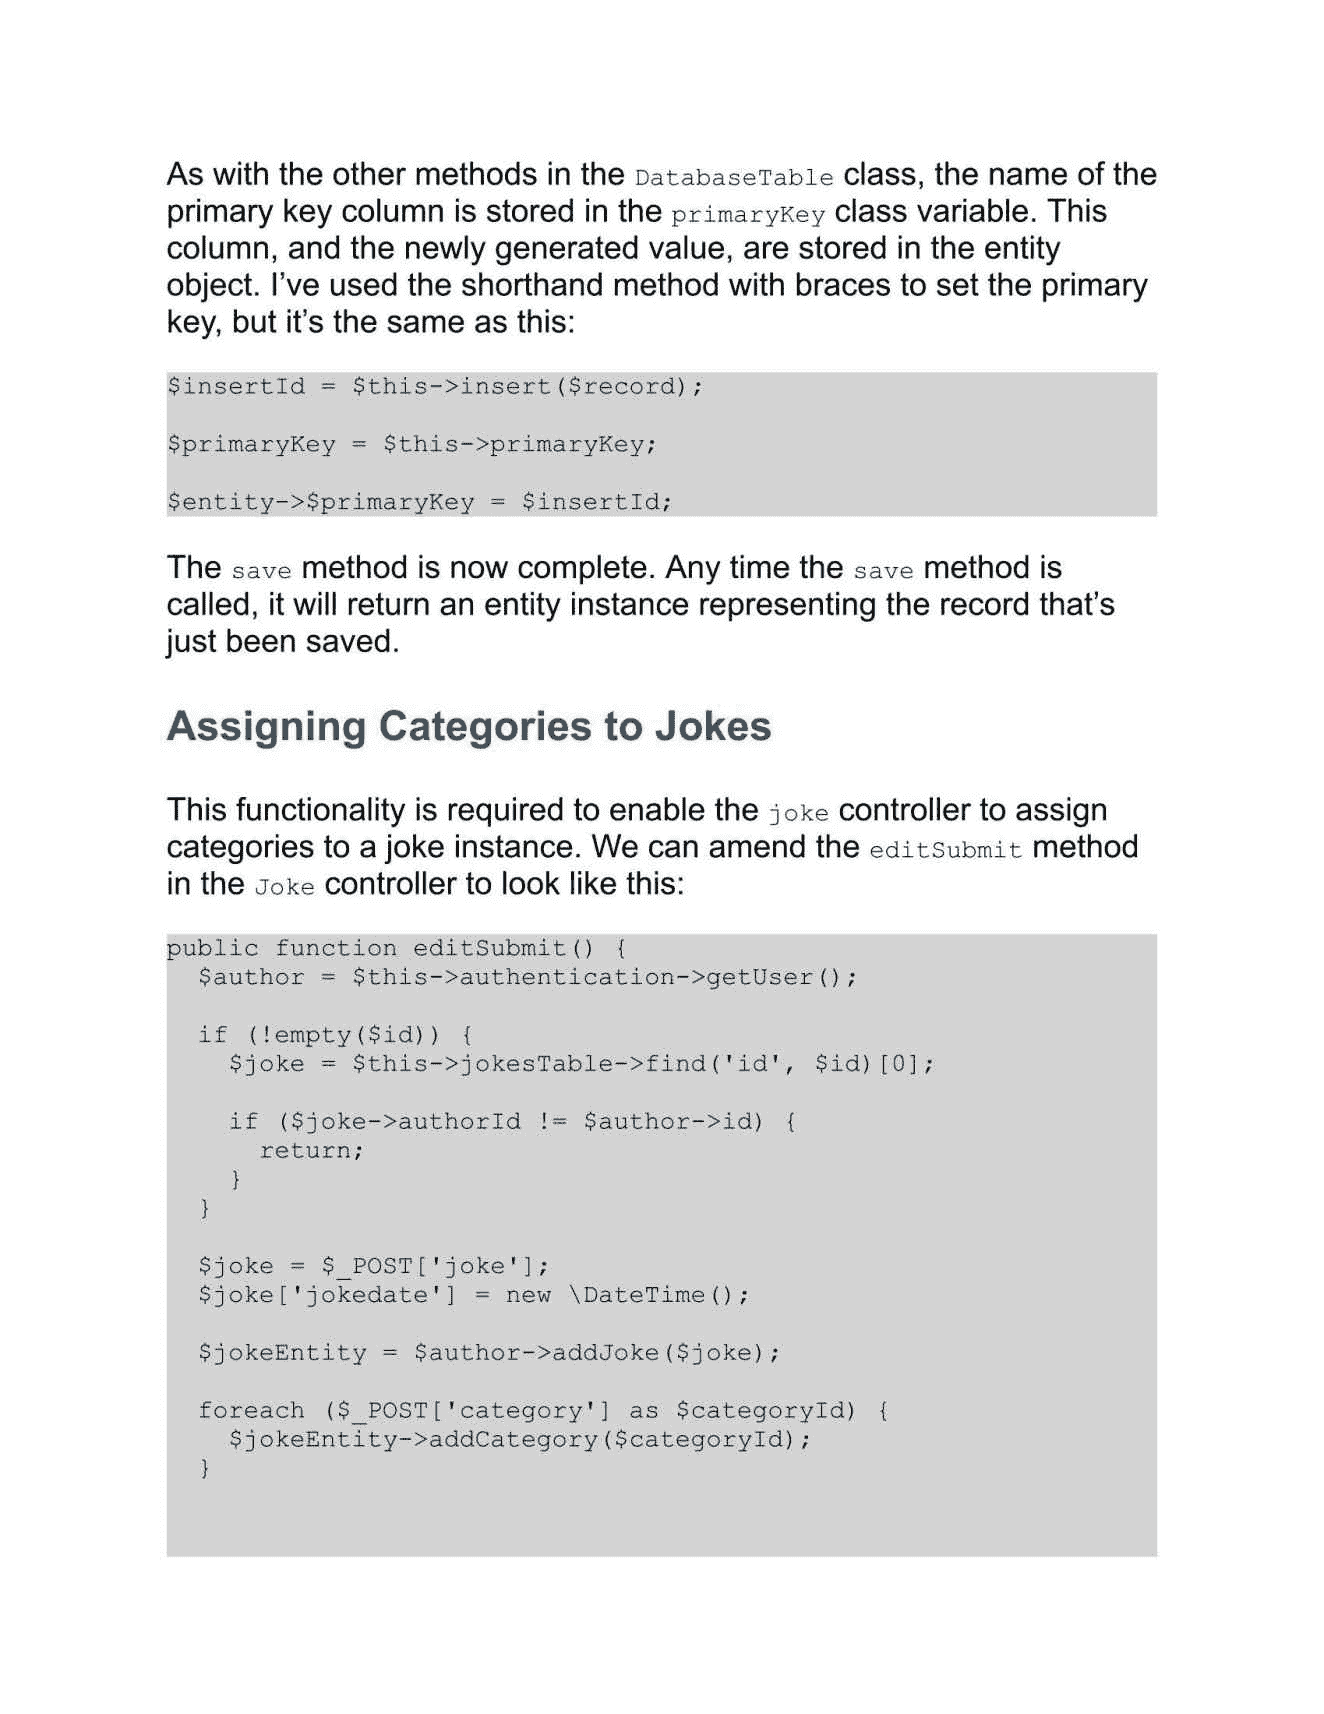 As with the other methods in the DatabaseTable class, the name of the
primary key column is stored in the primaryKey class variable. This
column, and the newly generated value, are stored in the entity
object. I’ve used the shorthand method with braces to set the primary
key, but it’s the same as this:
$insertId = $this->insert($record);
$primaryKey = $this->primaryKey;
$entity->$primaryKey = $insertId;
The save method is now complete. Any time the save method is
called, it will return an entity instance representing the record that’s
just been saved.
Assigning Categories to Jokes
This functionality is required to enable the joke controller to assign
categories to a joke instance. We can amend the editSubmit method
in the Joke controller to look like this:
public function editSubmit() {
  $author = $this->authentication->getUser();
  if (!empty($id)) {
    $joke = $this->jokesTable->find('id', $id)[0];
    if ($joke->authorId != $author->id) {
      return;
    }
  }
  $joke = $_POST['joke'];
  $joke['jokedate'] = new \DateTime();
  $jokeEntity = $author->addJoke($joke);
  foreach ($_POST['category'] as $categoryId) {
    $jokeEntity->addCategory($categoryId);
  }